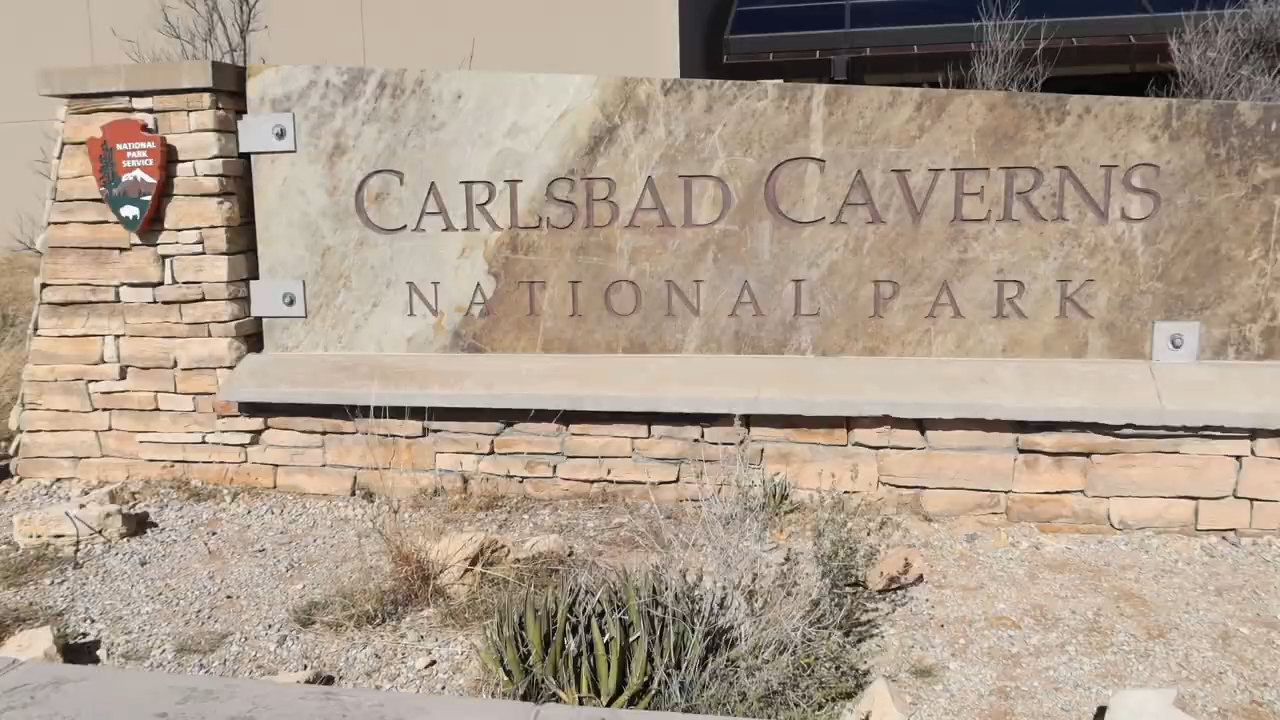 NATIONAL
PARK
SERVICE
CARLSBAD CAVERNS
NATIONAL PARK